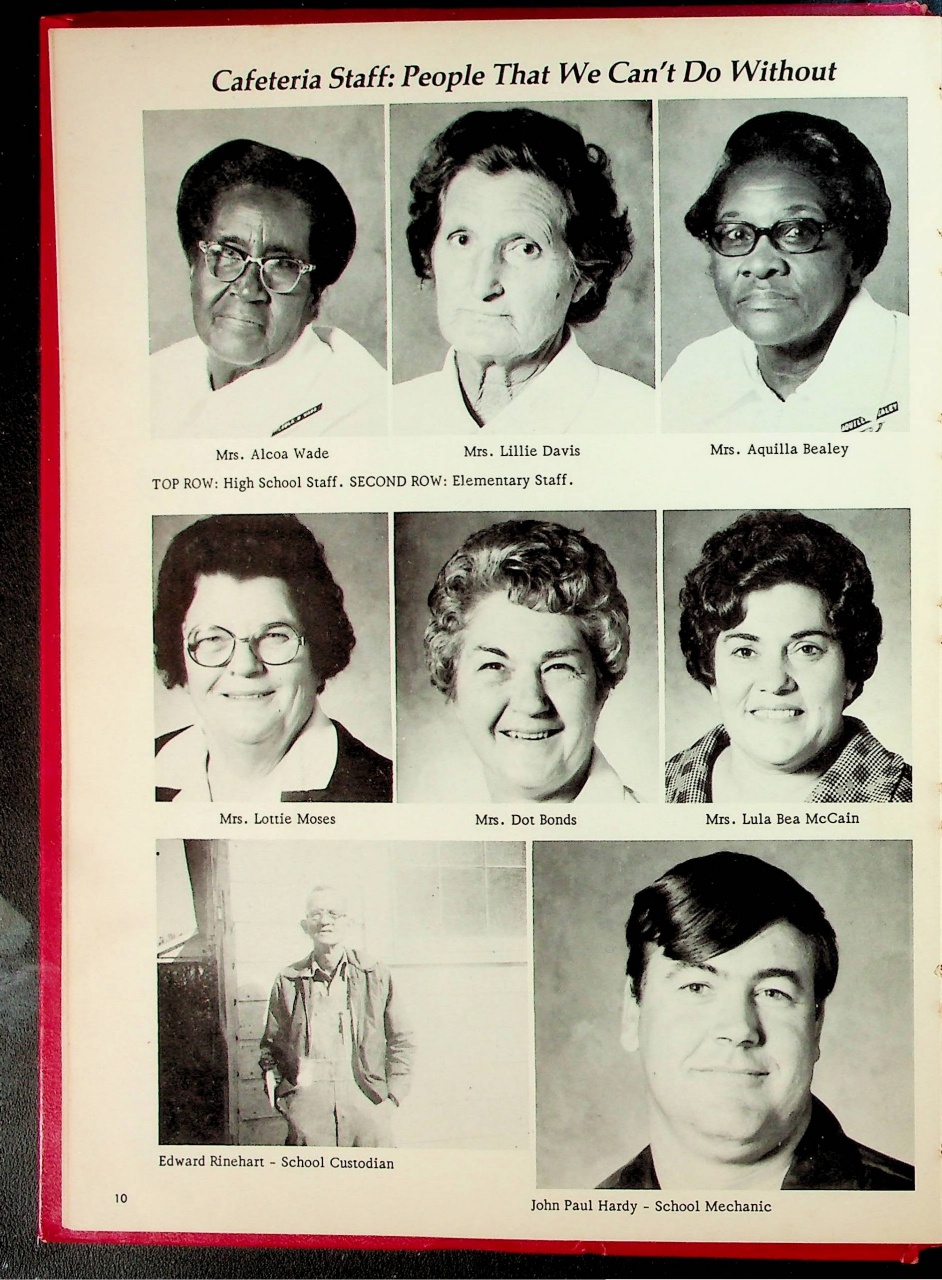 Cafeteria Staff: People That We Can't Do Without
Mrs. Alcoa Wade
Mrs. Lillie Davis
Mrs. Aquilla Bealey
TOP ROW: High School Staff. SECOND ROW: Elementary Staff.
Mrs. Lottie Moses
Mrs. Dot Bonds
Mrs. Lula Bea McCain
Edward Rinehart - School Custodian
John Paul Hardy - School Mechanic
10